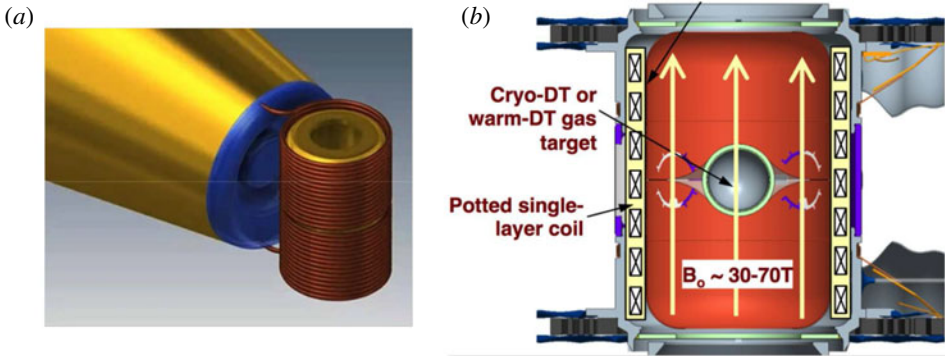 (a)
(b)
Cryo-DT or
warm-DT gas
target
Potted single-
layer coil
Bo ~ 30-70T